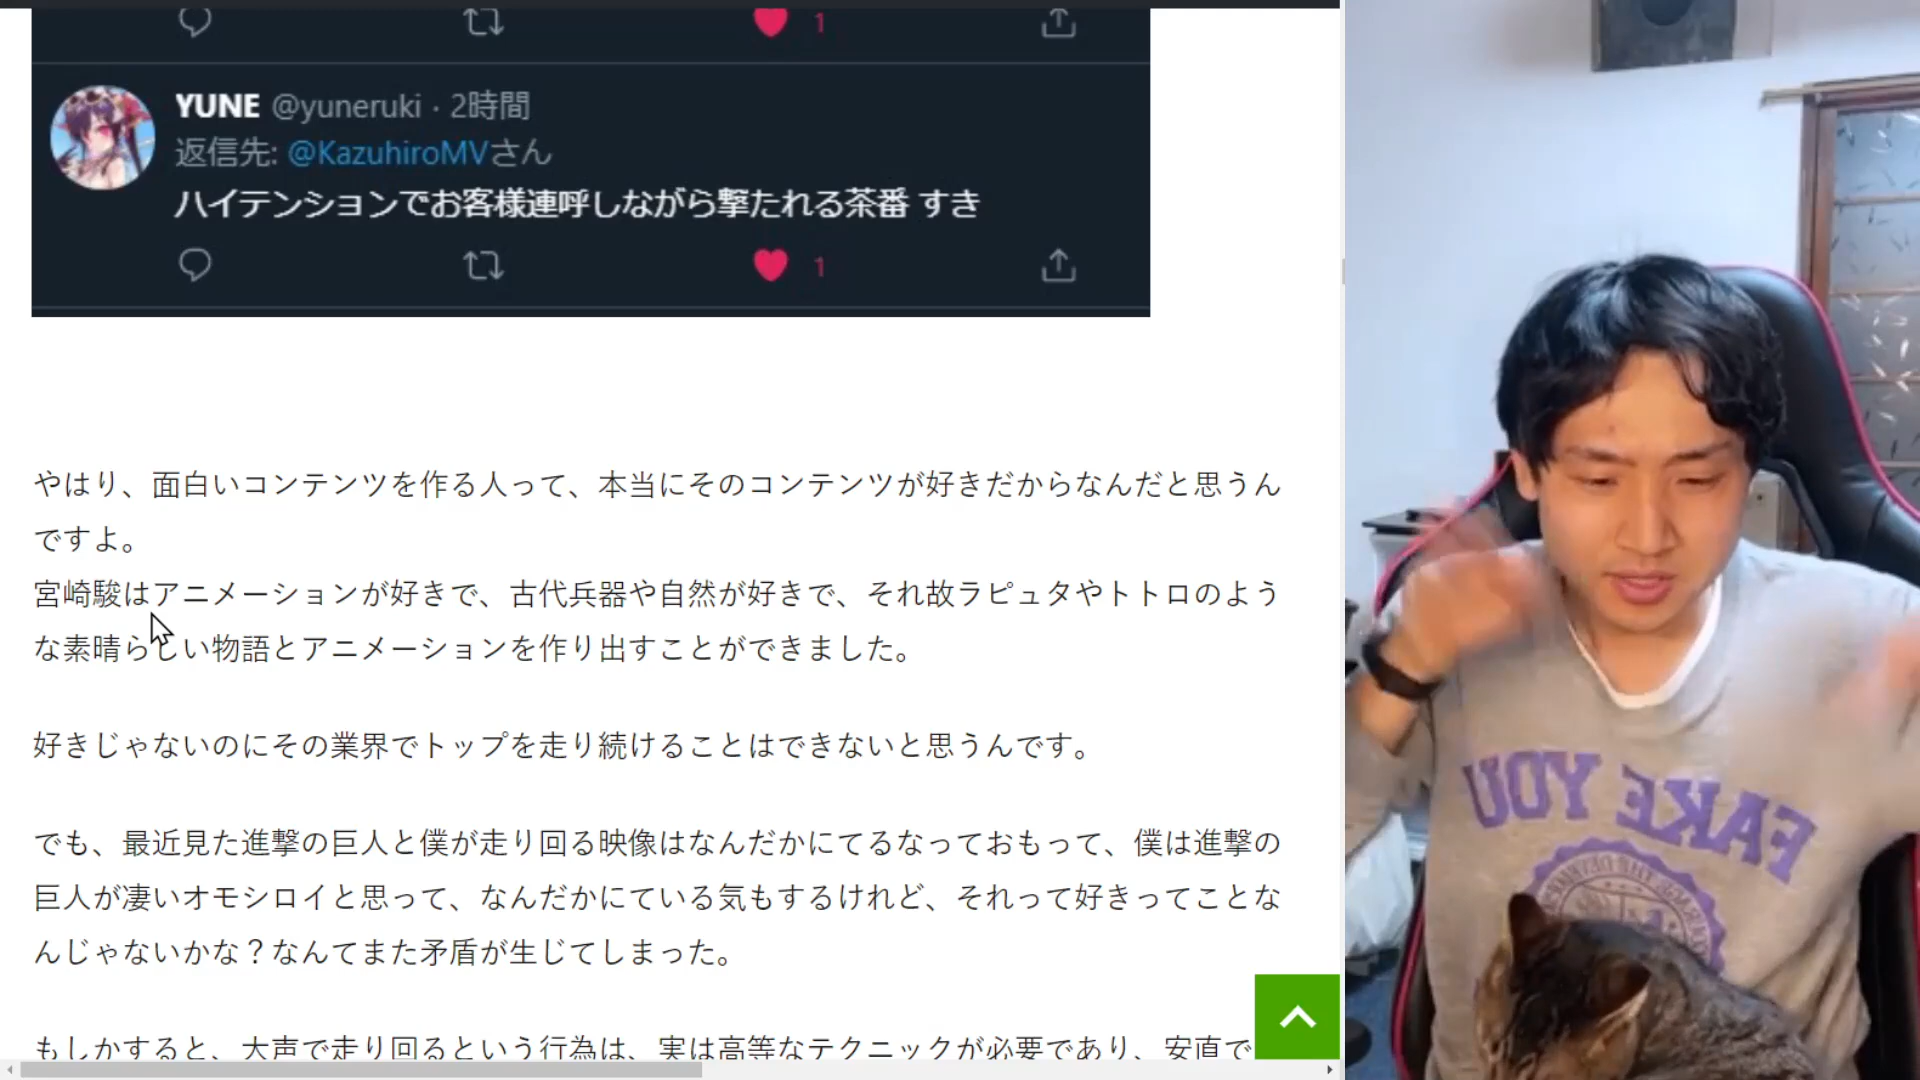 1
YUNE @yuneruki · 2時間
返信先: @KazuhiroMVさん
ハイテンションでお客様連呼しながら撃たれる茶番 すき
1
やはり、面白いコンテンツを作る人って、本当にそのコンテンツが好きだからなんだと思うん
ですよ。
宮崎駿はアニメーションが好きで、古代兵器や自然が好きで、それ故ラピュタやトトロのよう
な素晴らしい物語とアニメーションを作り出すことができました。
好きじゃないのにその業界でトップを走り続けることはできないと思うんです。
でも、最近見た進撃の巨人と僕が走り回る映像はなんだかにてるなっておもって、僕は進撃の
巨人が凄いオモシロイと思って、なんだかにている気もするけれど、それって好きってことな
んじゃないかな？なんてまた矛盾が生じてしまった。
もしかすると、大声で走り回るという行為は、実は高等なテクニックが必要であり、安直で
FAKE YOU